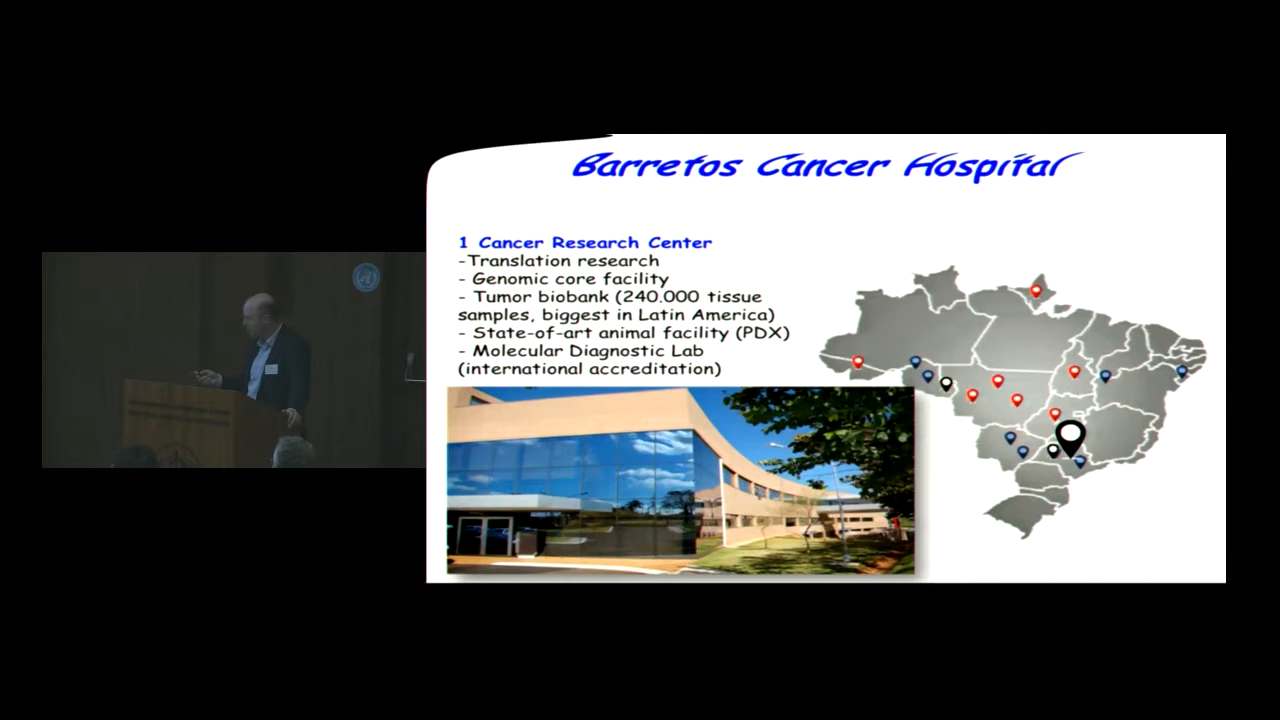 Barretos Cancer Hospital
1 Cancer Research Center
-Translation research
- Genomic core facility
- Tumor biobank (240.000 tissue
samples, biggest in Latin America)
- State-of-art animal facility (PDX)
- Molecular Diagnostic Lab
(international accreditation)